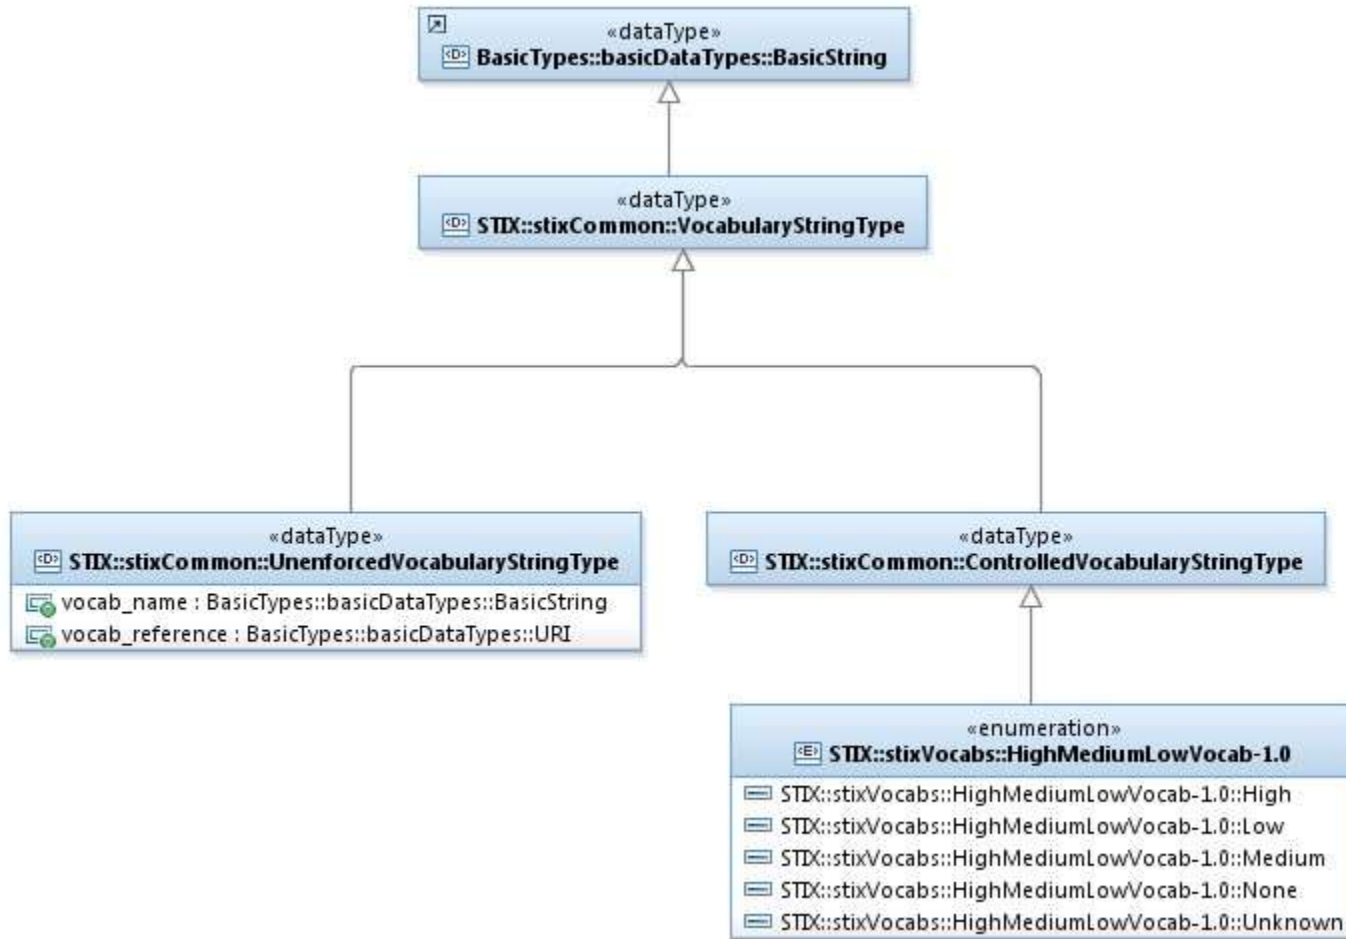 «dataType»
BasicTypes::basicDataTypes::BasicString
«dataType»
STIX::stixCommon::VocabularyStringType
«dataType»
STIX::stixCommon::UnenforcedVocabularyStringType
vocab_name : BasicTypes::basicDataTypes::BasicString
vocab_reference : BasicTypes::basicDataTypes::URI
«dataType»
STIX::stixCommon::ControlledVocabularyStringType
«enumeration»
STIX::stixVocabs::HighMediumLowVocab-1.0
STIX::stixVocabs::HighMediumLowVocab-1.0::High
STIX::stixVocabs::HighMediumLowVocab-1.0::Low
STIX::stixVocabs::HighMediumLowVocab-1.0::Medium
STIX::stixVocabs::HighMediumLowVocab-1.0::None
STIX::stixVocabs::HighMediumLowVocab-1.0::Unknown